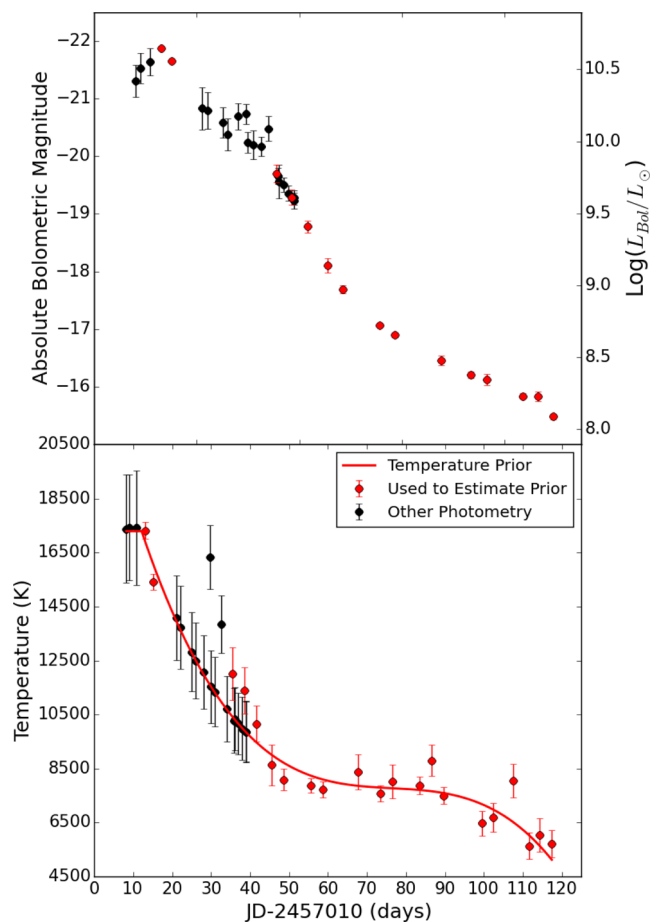 Absolute Bolometric Magnitude
−22
−21
−20
−19
−18
−17
−16
10.5
10.0
9.5
9.0
8.5
8.0
Log(L_{Bol}/L_⊙)
Temperature (K)
20500
18500
16500
14500
12500
10500
8500
6500
4500
Temperature Prior
Used to Estimate Prior
Other Photometry
0 10 20 30 40 50 60 70 80 90 100 110 120
JD-2457010 (days)